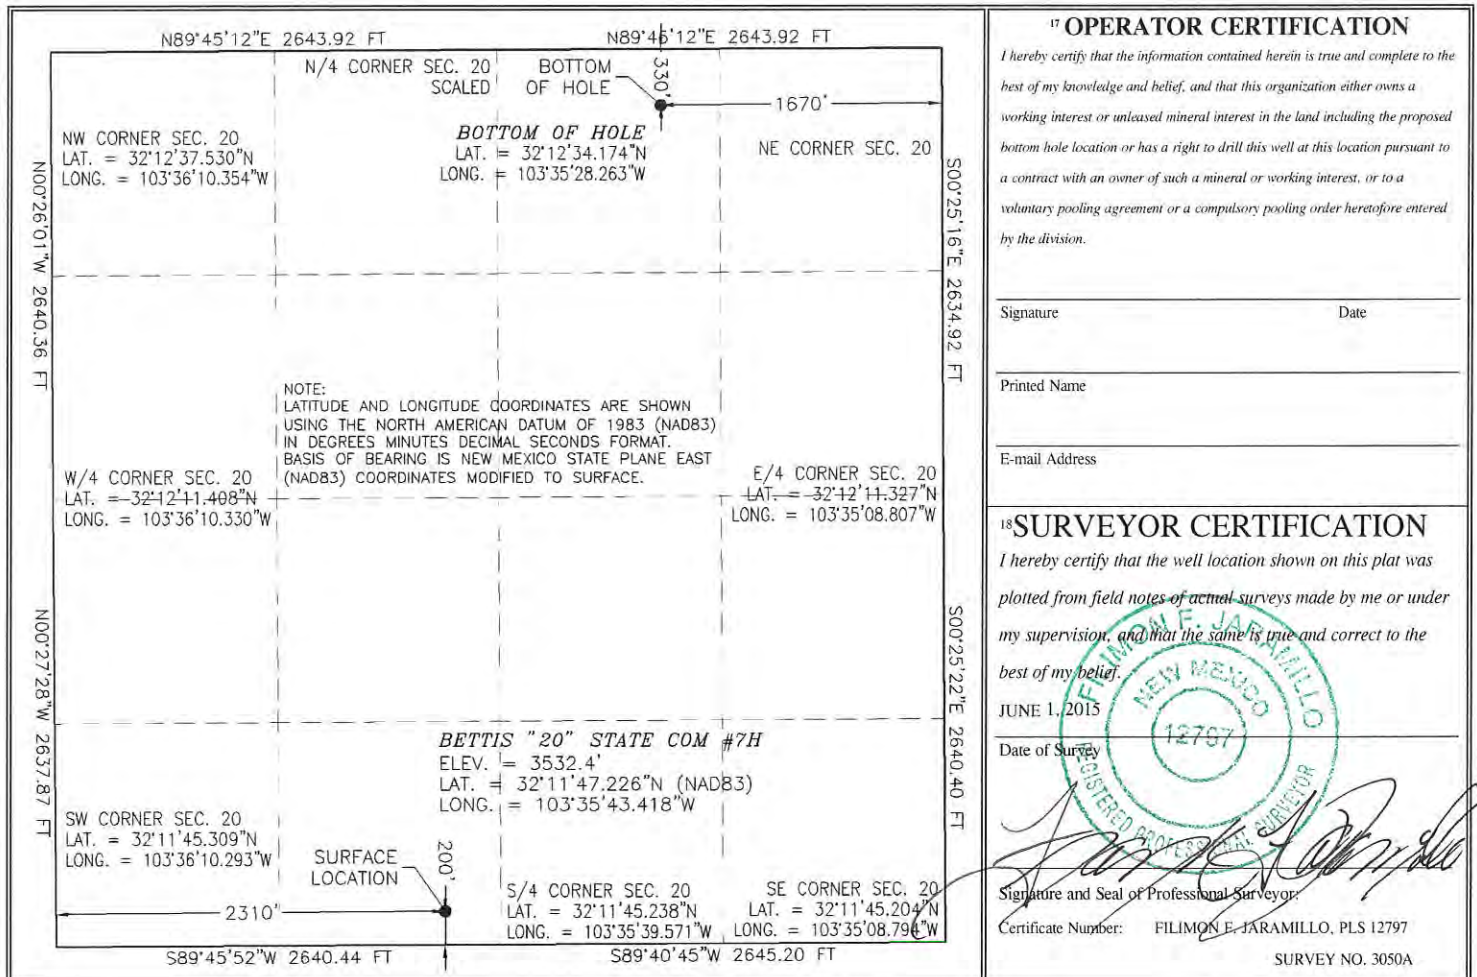 N89°45'12"E 2643.92 FT
N89°45'12"E 2643.92 FT
N/4 CORNER SEC. 20
SCALED
BOTTOM
OF HOLE
330'
1670'
NW CORNER SEC. 20
LAT. = 32°12'37.530"N
LONG. = 103°36'10.354"W
BOTTOM OF HOLE
LAT. = 32°12'34.174"N
LONG. = 103°35'28.263"W
NE CORNER SEC. 20
N00°26'01"W 2640.36 FT
S00°25'16"E 2634.92 FT
NOTE:
LATITUDE AND LONGITUDE COORDINATES ARE SHOWN
USING THE NORTH AMERICAN DATUM OF 1983 (NAD83)
IN DEGREES MINUTES DECIMAL SECONDS FORMAT.
BASIS OF BEARING IS NEW MEXICO STATE PLANE EAST
(NAD83) COORDINATES MODIFIED TO SURFACE.
W/4 CORNER SEC. 20
LAT. = 32°12'11.408"N
LONG. = 103°36'10.330"W
E/4 CORNER SEC. 20
LAT. = 32°12'11.327"N
LONG. = 103°35'08.807"W
N00°27'28"W 2637.87 FT
S00°25'22"E 2640.40 FT
BETTIS "20" STATE COM #7H
ELEV. = 3532.4'
LAT. = 32°11'47.226"N (NAD83)
LONG. = 103°35'43.418"W
SW CORNER SEC. 20
LAT. = 32°11'45.309"N
LONG. = 103°36'10.293"W
SURFACE
LOCATION
200'
2310'
S/4 CORNER SEC. 20
LAT. = 32°11'45.238"N
LONG. = 103°35'39.571"W
SE CORNER SEC. 20
LAT. = 32°11'45.204"N
LONG. = 103°35'08.794"W
S89°45'52"W 2640.44 FT
S89°40'45"W 2645.20 FT
17 OPERATOR CERTIFICATION
I hereby certify that the information contained herein is true and complete to the
best of my knowledge and belief, and that this organization either owns a
working interest or unleased mineral interest in the land including the proposed
bottom hole location or has a right to drill this well at this location pursuant to
a contract with an owner of such a mineral or working interest, or to a
voluntary pooling agreement or a compulsory pooling order heretofore entered
by the division.
Signature Date
Printed Name
E-mail Address
18 SURVEYOR CERTIFICATION
I hereby certify that the well location shown on this plat was
plotted from field notes of actual surveys made by me or under
my supervision, and that the same is true and correct to the
best of my belief.
JUNE 1, 2015
Date of Survey
FILIMON F. JARAMILLO
NEW MEXICO
12797
REGISTERED PROFESSIONAL SURVEYOR
Signature and Seal of Professional Surveyor:
Certificate Number: FILIMON F. JARAMILLO, PLS 12797
SURVEY NO. 3050A